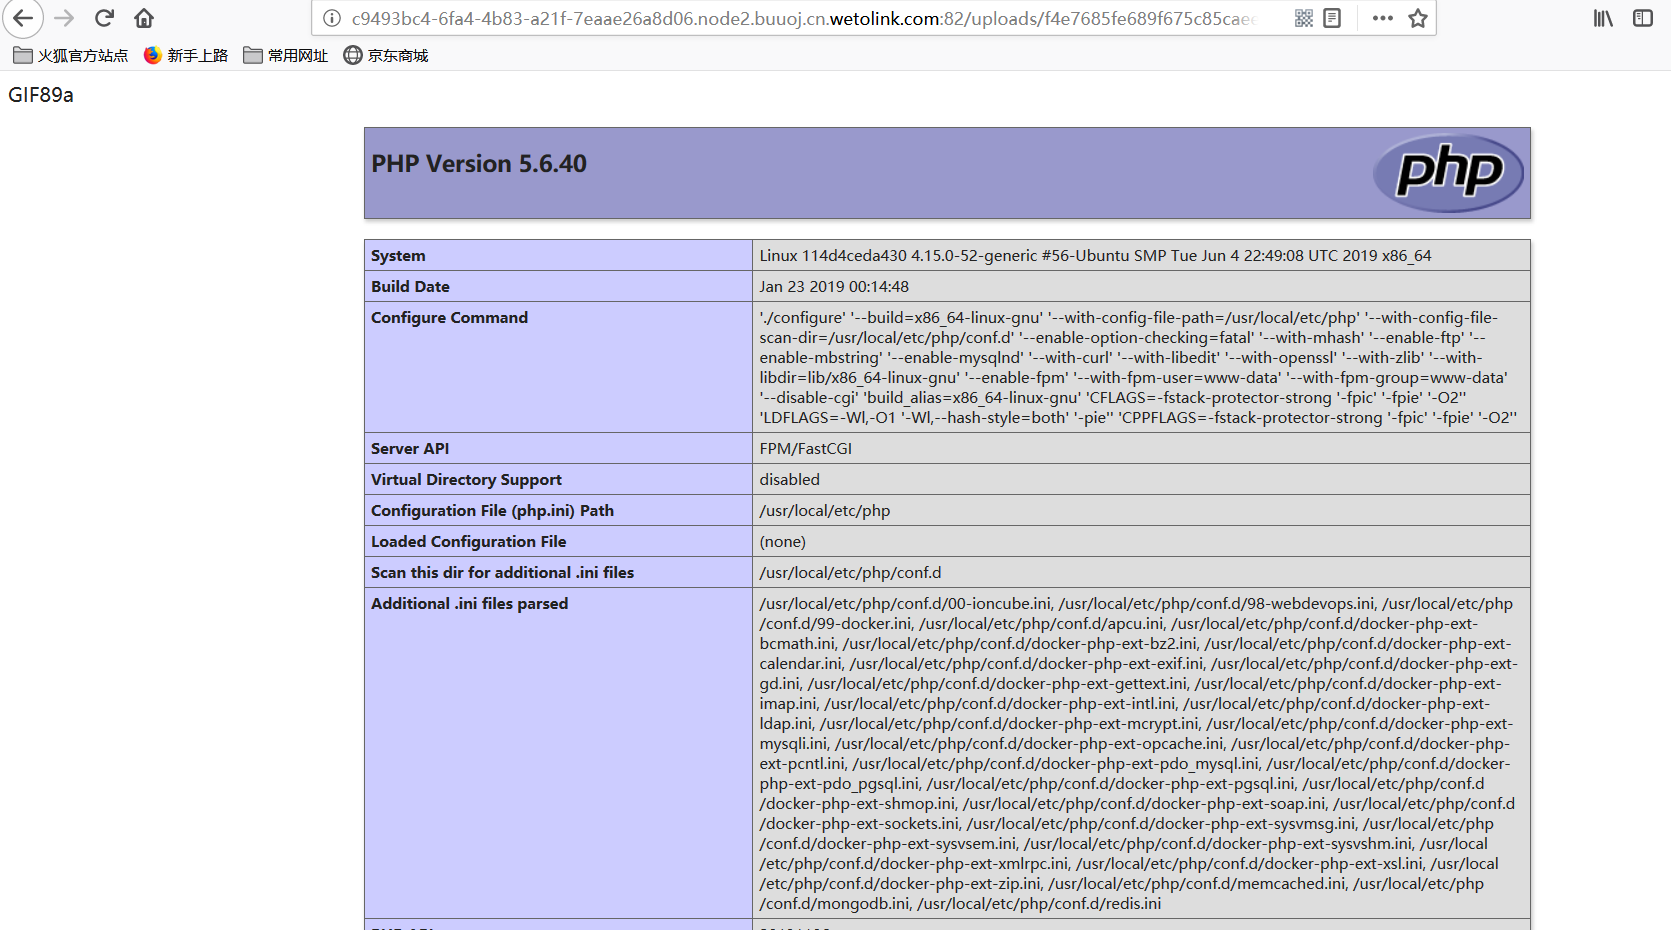 c9493bc4-6fa4-4b83-a21f-7eaae26a8d06.node2.buuoj.cn.wetolink.com:82/uploads/f4e7685fe689f675c85caee
火狐官方站点 新手上路 常用网址 京东商城
GIF89a
PHP Version 5.6.40
php
System Linux 114d4ceda430 4.15.0-52-generic #56-Ubuntu SMP Tue Jun 4 22:49:08 UTC 2019 x86_64
Build Date Jan 23 2019 00:14:48
Configure Command './configure' '--build=x86_64-linux-gnu' '--with-config-file-path=/usr/local/etc/php' '--with-config-file-
scan-dir=/usr/local/etc/php/conf.d' '--enable-option-checking=fatal' '--with-mhash' '--enable-ftp' '--
enable-mbstring' '--enable-mysqlnd' '--with-curl' '--with-libedit' '--with-openssl' '--with-zlib' '--with-
libdir=lib/x86_64-linux-gnu' '--enable-fpm' '--with-fpm-user=www-data' '--with-fpm-group=www-data'
'--disable-cgi' 'build_alias=x86_64-linux-gnu' 'CFLAGS=-fstack-protector-strong '-fpic' '-fpie' '-O2''
'LDFLAGS=-Wl,-O1 '-Wl,--hash-style=both' '-pie'' 'CPPFLAGS=-fstack-protector-strong '-fpic' '-fpie' '-O2''
Server API FPM/FastCGI
Virtual Directory Support disabled
Configuration File (php.ini) Path /usr/local/etc/php
Loaded Configuration File (none)
Scan this dir for additional .ini files /usr/local/etc/php/conf.d
Additional .ini files parsed /usr/local/etc/php/conf.d/00-ioncube.ini, /usr/local/etc/php/conf.d/98-webdevops.ini, /usr/local/etc/php
/conf.d/99-docker.ini, /usr/local/etc/php/conf.d/apcu.ini, /usr/local/etc/php/conf.d/docker-php-ext-
bcmath.ini, /usr/local/etc/php/conf.d/docker-php-ext-bz2.ini, /usr/local/etc/php/conf.d/docker-php-ext-
calendar.ini, /usr/local/etc/php/conf.d/docker-php-ext-exif.ini, /usr/local/etc/php/conf.d/docker-php-ext-
gd.ini, /usr/local/etc/php/conf.d/docker-php-ext-gettext.ini, /usr/local/etc/php/conf.d/docker-php-ext-
imap.ini, /usr/local/etc/php/conf.d/docker-php-ext-intl.ini, /usr/local/etc/php/conf.d/docker-php-ext-
ldap.ini, /usr/local/etc/php/conf.d/docker-php-ext-mcrypt.ini, /usr/local/etc/php/conf.d/docker-php-ext-
mysqli.ini, /usr/local/etc/php/conf.d/docker-php-ext-opcache.ini, /usr/local/etc/php/conf.d/docker-php-
ext-pcntl.ini, /usr/local/etc/php/conf.d/docker-php-ext-pdo_mysql.ini, /usr/local/etc/php/conf.d/docker-
php-ext-pdo_pgsql.ini, /usr/local/etc/php/conf.d/docker-php-ext-pgsql.ini, /usr/local/etc/php/conf.d
/docker-php-ext-shmop.ini, /usr/local/etc/php/conf.d/docker-php-ext-soap.ini, /usr/local/etc/php/conf.d
/docker-php-ext-sockets.ini, /usr/local/etc/php/conf.d/docker-php-ext-sysvmsg.ini, /usr/local/etc/php
/conf.d/docker-php-ext-sysvsem.ini, /usr/local/etc/php/conf.d/docker-php-ext-sysvshm.ini, /usr/local
/etc/php/conf.d/docker-php-ext-xmlrpc.ini, /usr/local/etc/php/conf.d/docker-php-ext-xsl.ini, /usr/local
/etc/php/conf.d/docker-php-ext-zip.ini, /usr/local/etc/php/conf.d/memcached.ini, /usr/local/etc/php
/conf.d/mongodb.ini, /usr/local/etc/php/conf.d/redis.ini